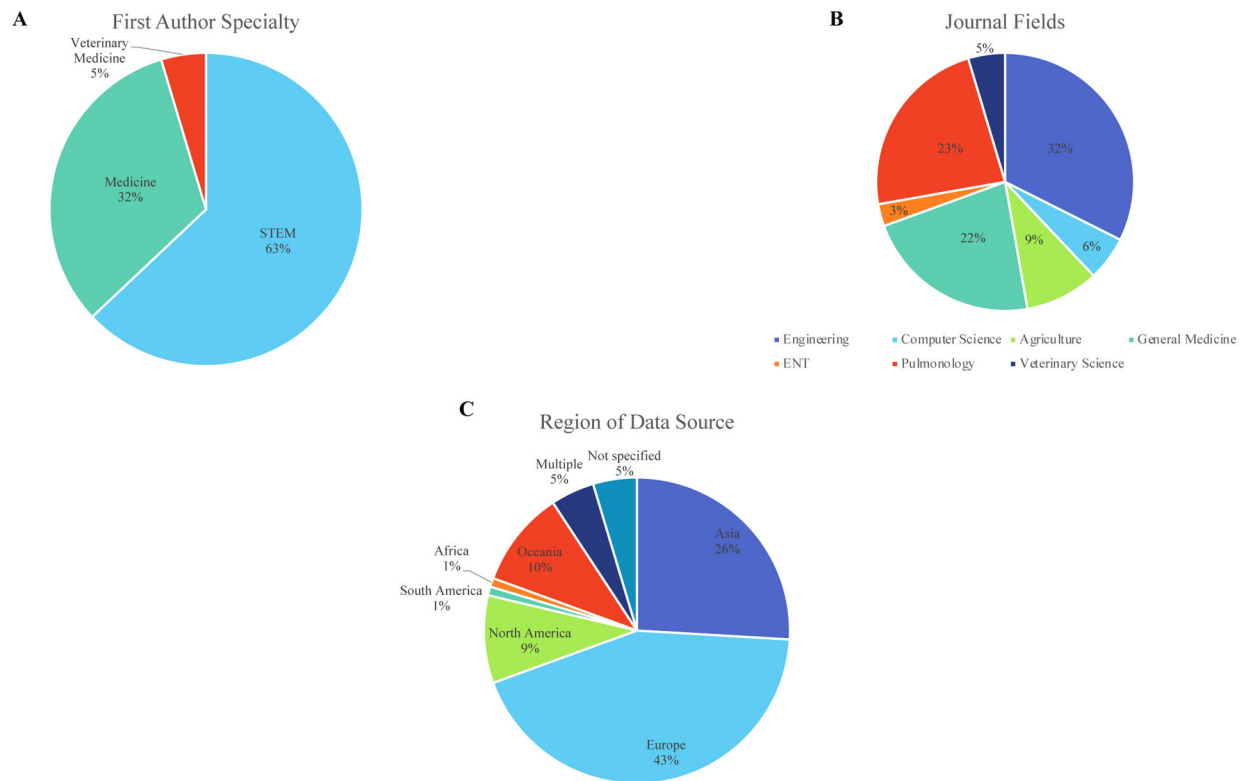 A
First Author Specialty
Veterinary
Medicine
5%
Medicine
32%
STEM
63%
B
Journal Fields
5%
32%
23%
3%
22%
9%
6%
Engineering
Computer Science
Agriculture
General Medicine
ENT
Pulmonology
Veterinary Science
C
Region of Data Source
Not specified
5%
Multiple
5%
Asia
26%
Oceania
10%
Africa
1%
South America
1%
North America
9%
Europe
43%